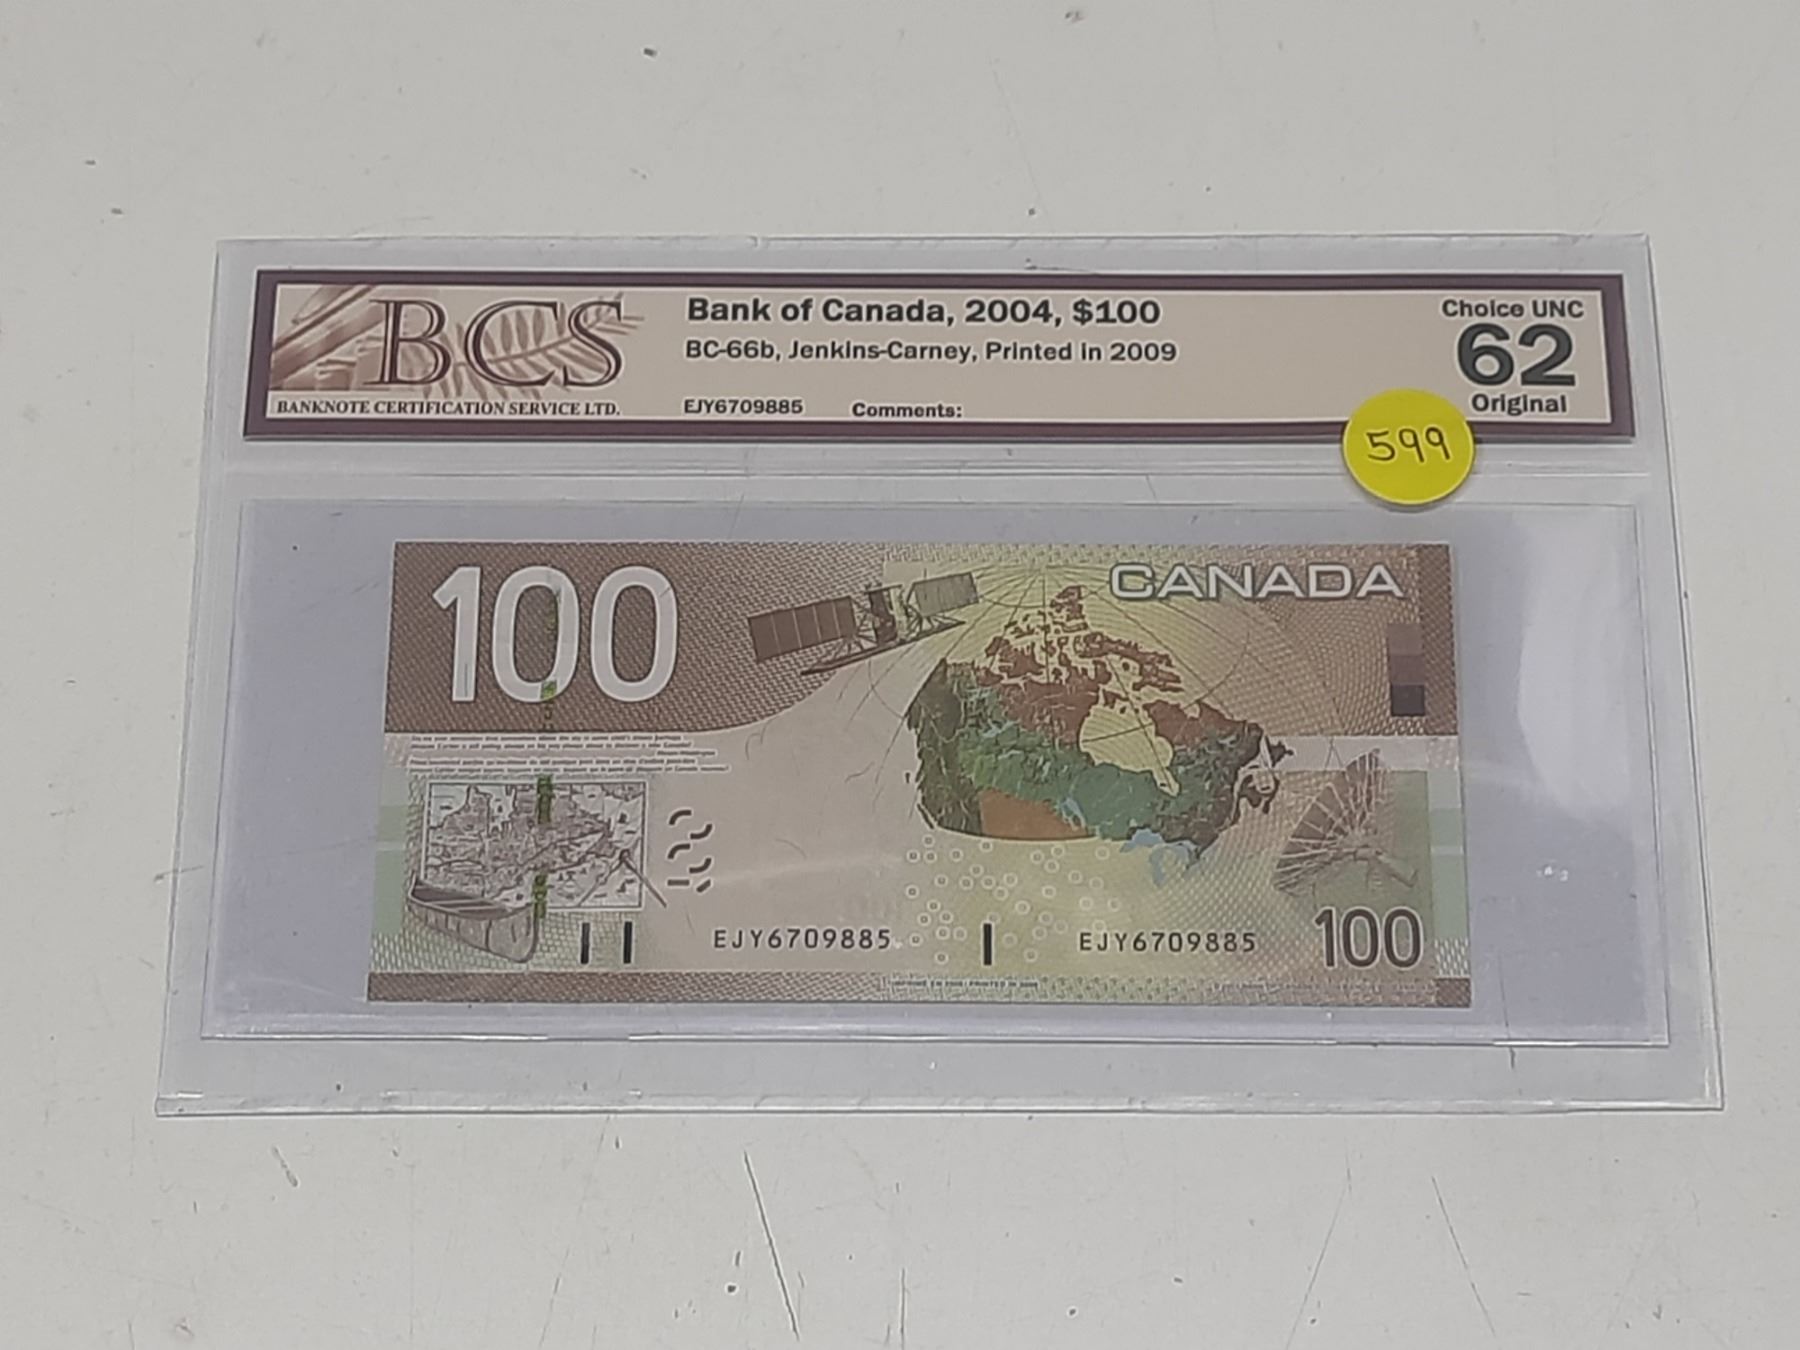 BCS
BANKNOTE CERTIFICATION SERVICE LTD.
Bank of Canada, 2004, $100
BC-66b, Jenkins-Carney, Printed in 2009
EJY6709885 Comments:
Choice UNC
62
Original
599
100
CANADA
EJY6709885
EJY6709885
100